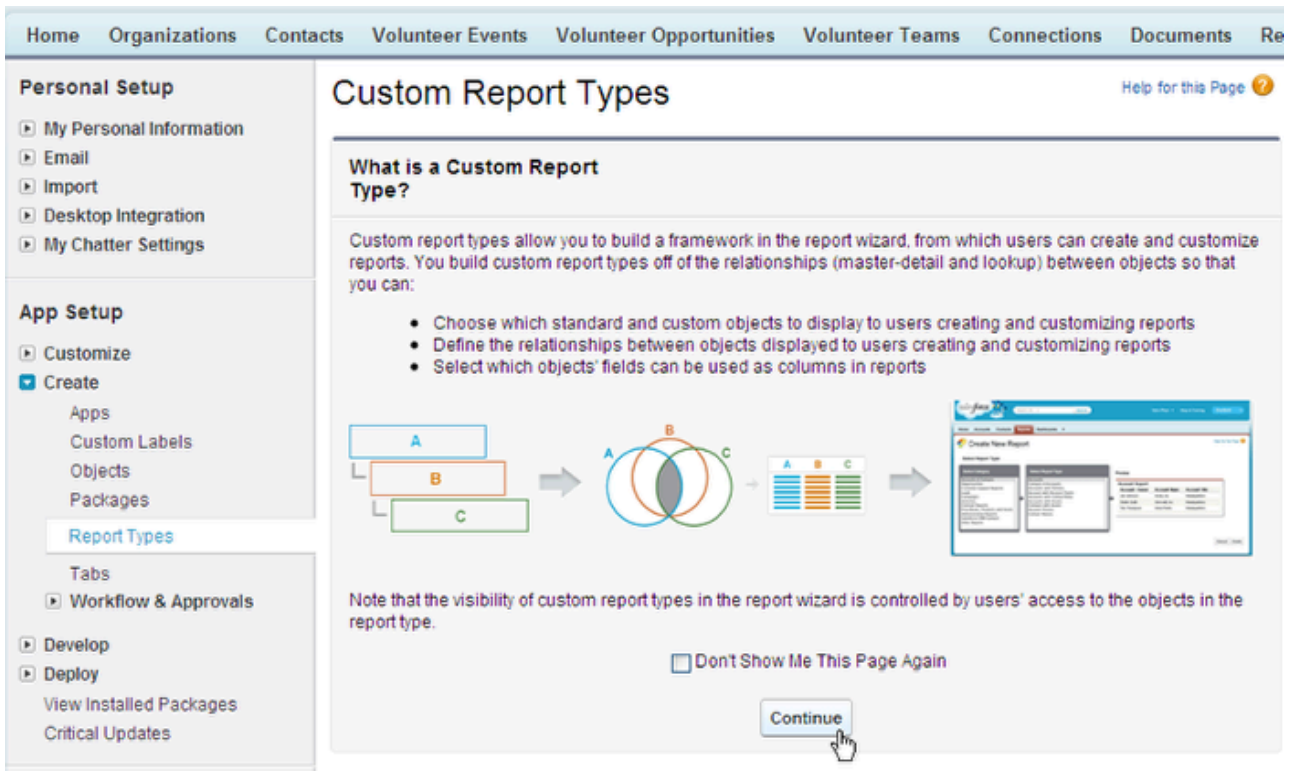 Home Organizations Contacts Volunteer Events Volunteer Opportunities Volunteer Teams Connections Documents Re
Personal Setup
My Personal Information
Email
Import
Desktop Integration
My Chatter Settings
App Setup
Customize
Create
Apps
Custom Labels
Objects
Packages
Report Types
Tabs
Workflow & Approvals
Develop
Deploy
View Installed Packages
Critical Updates
Custom Report Types
Help for this Page ?
What is a Custom Report
Type?
Custom report types allow you to build a framework in the report wizard, from which users can create and customize
reports. You build custom report types off of the relationships (master-detail and lookup) between objects so that
you can:
• Choose which standard and custom objects to display to users creating and customizing reports
• Define the relationships between objects displayed to users creating and customizing reports
• Select which objects' fields can be used as columns in reports
A
B
C
A B C
A B C
Create New Report
Note that the visibility of custom report types in the report wizard is controlled by users' access to the objects in the
report type.
Don't Show Me This Page Again
Continue